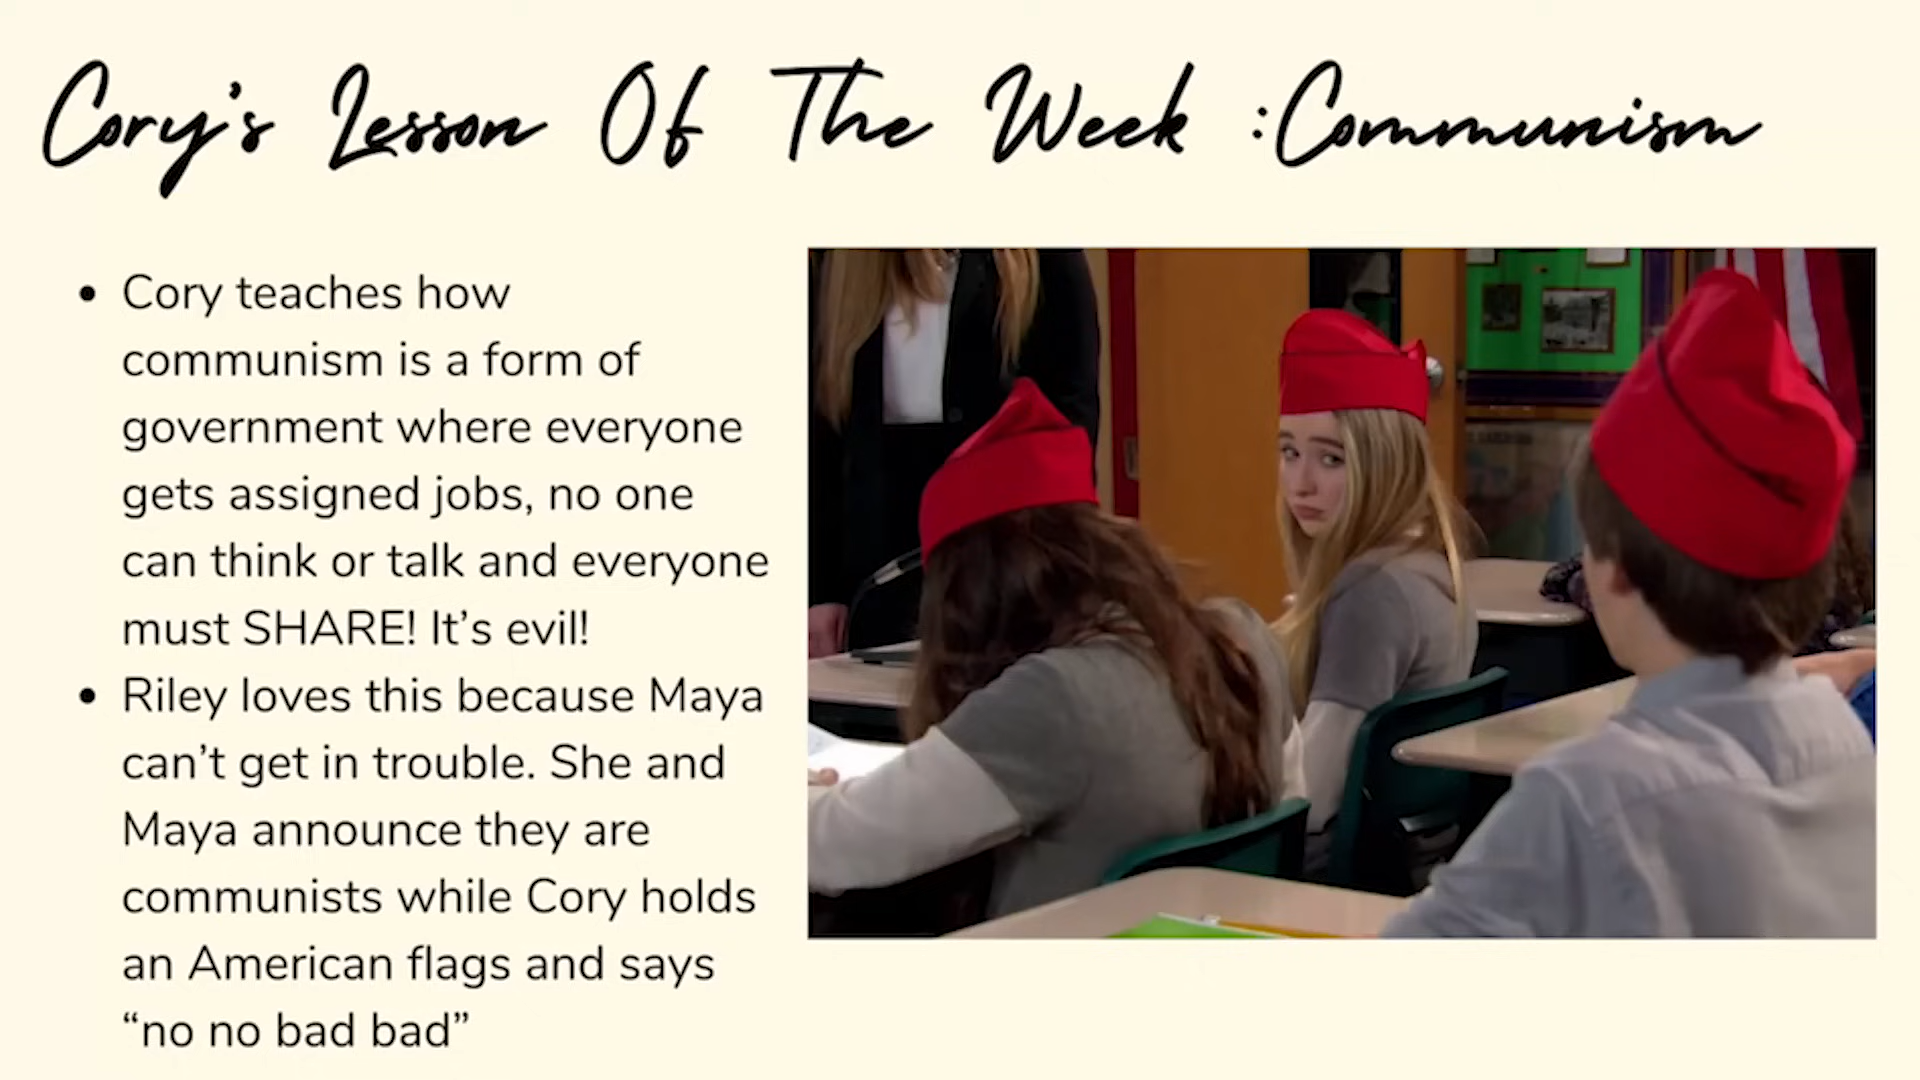 Cory's Lesson Of The Week :Communism
• Cory teaches how
communism is a form of
government where everyone
gets assigned jobs, no one
can think or talk and everyone
must SHARE! It's evil!
• Riley loves this because Maya
can't get in trouble. She and
Maya announce they are
communists while Cory holds
an American flags and says
“no no bad bad”